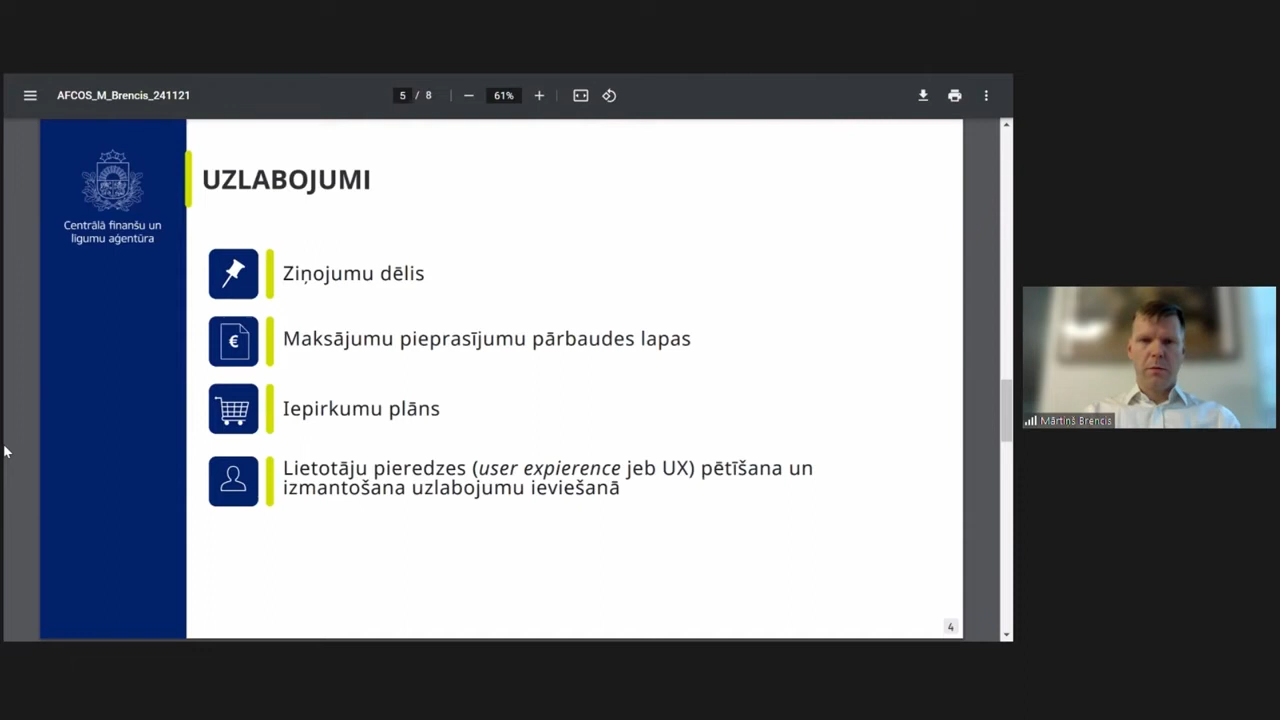 AFCOS_M_Brencis_241121
5 / 8
61%
Centrālā finanšu un
līgumu aģentūra
UZLABOJUMI
Ziņojumu dēlis
€
Maksājumu pieprasījumu pārbaudes lapas
Iepirkumu plāns
Lietotāju pieredzes (user expierence jeb UX) pētīšana un
izmantošana uzlabojumu ieviešanā
4
Mārtiņš Brencis